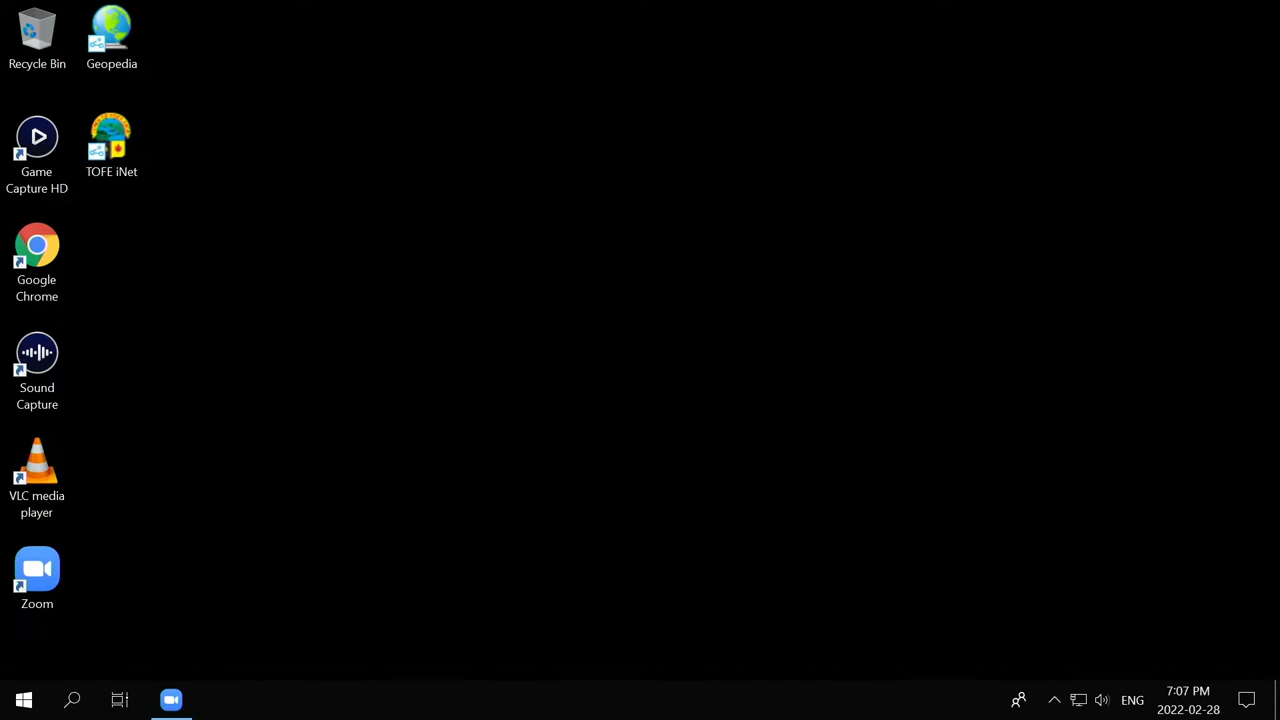 Recycle Bin
Geopedia
Game
Capture HD
TOFE iNet
Google
Chrome
Sound
Capture
VLC media
player
Zoom
ENG
7:07 PM
2022-02-28